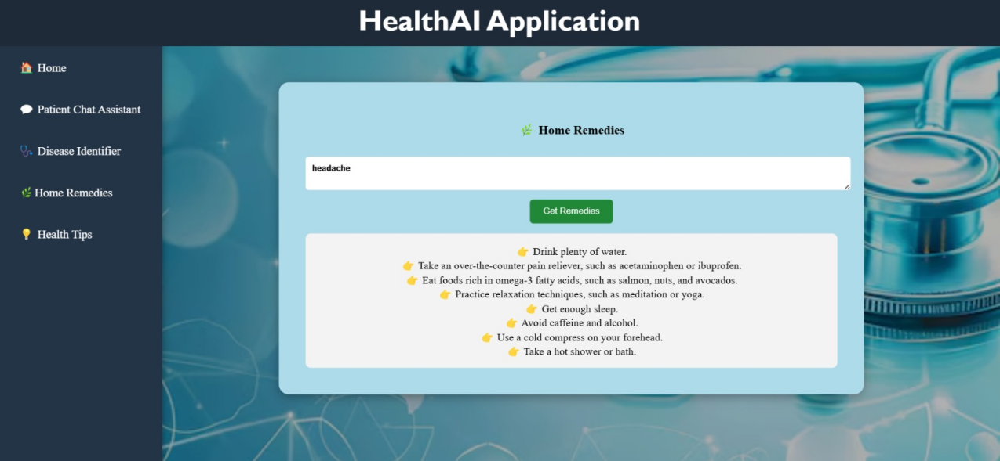 HealthAI Application
🏠 Home
💬 Patient Chat Assistant
🩺 Disease Identifier
🌿 Home Remedies
💡 Health Tips
🌿 Home Remedies
headache
Get Remedies
👉 Drink plenty of water.
👉 Take an over-the-counter pain reliever, such as acetaminophen or ibuprofen.
👉 Eat foods rich in omega-3 fatty acids, such as salmon, nuts, and avocados.
👉 Practice relaxation techniques, such as meditation or yoga.
👉 Get enough sleep.
👉 Avoid caffeine and alcohol.
👉 Use a cold compress on your forehead.
👉 Take a hot shower or bath.